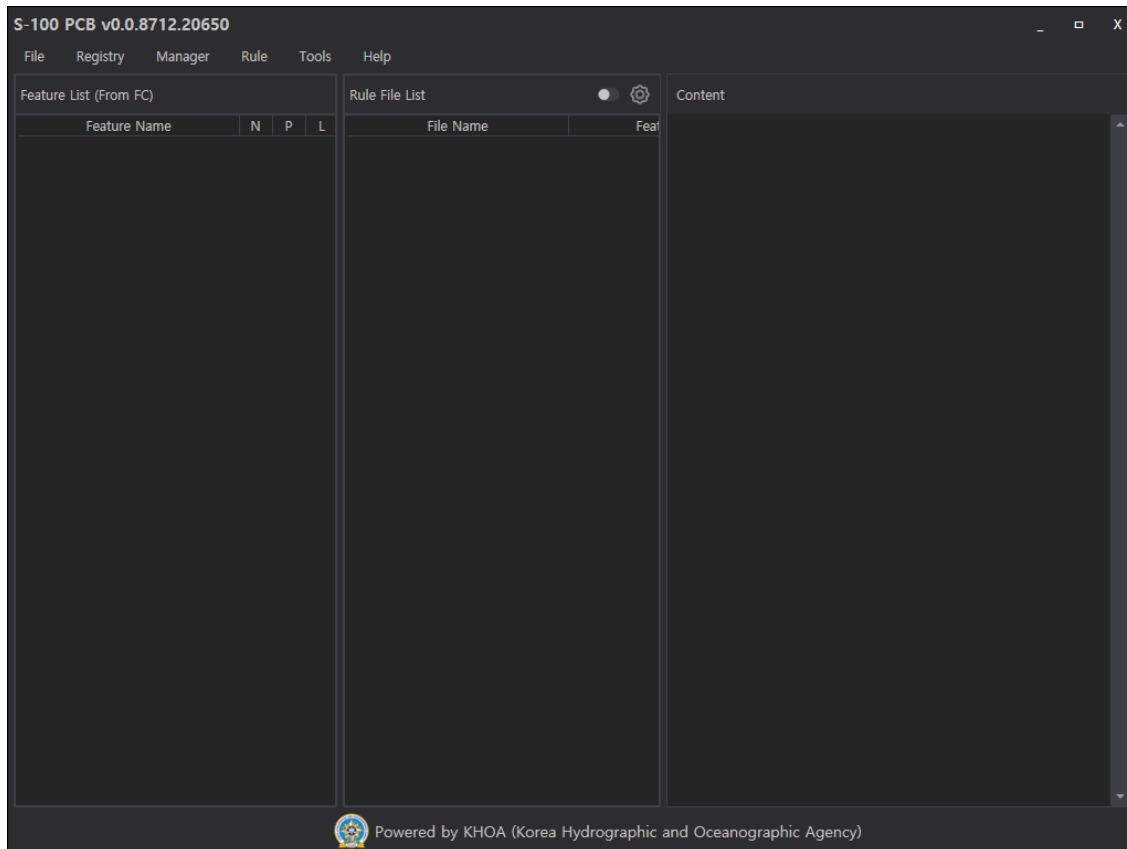 S-100 PCB v0.0.8712.20650 _ X
File Registry Manager Rule Tools Help
Feature List (From FC)
Rule File List
Content
Feature Name N P L
File Name Feat
Powered by KHOA (Korea Hydrographic and Oceanographic Agency)